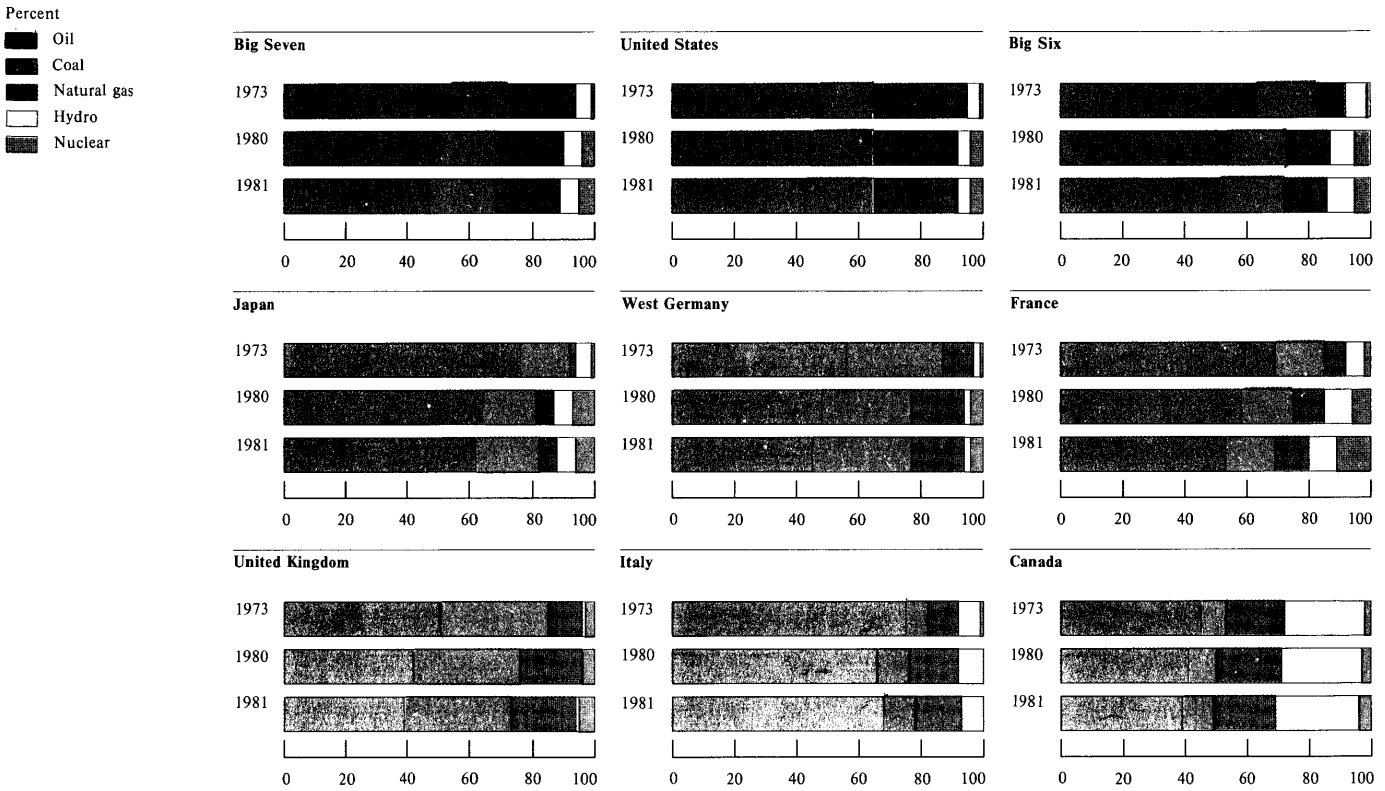 Percent
Oil
Coal
Natural gas
Hydro
Nuclear
Big Seven
1973
1980
1981
0 20 40 60 80 100
United States
1973
1980
1981
0 20 40 60 80 100
Big Six
1973
1980
1981
0 20 40 60 80 100
Japan
1973
1980
1981
0 20 40 60 80 100
West Germany
1973
1980
1981
0 20 40 60 80 100
France
1973
1980
1981
0 20 40 60 80 100
United Kingdom
1973
1980
1981
0 20 40 60 80 100
Italy
1973
1980
1981
0 20 40 60 80 100
Canada
1973
1980
1981
0 20 40 60 80 100